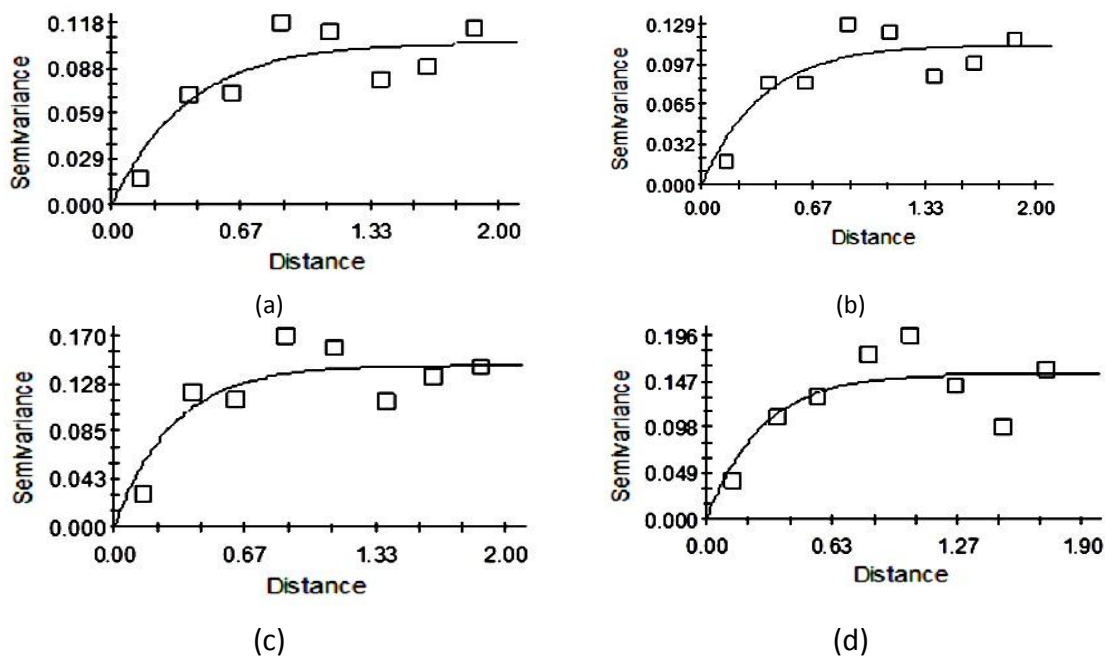 0.118
0.088
0.059
0.029
0.000
Semivariance
0.00 0.67 1.33 2.00
Distance
(a)
0.129
0.097
0.065
0.032
0.000
Semivariance
0.00 0.67 1.33 2.00
Distance
(b)
0.170
0.128
0.085
0.043
0.000
Semivariance
0.00 0.67 1.33 2.00
Distance
(c)
0.196
0.147
0.098
0.049
0.000
Semivariance
0.00 0.63 1.27 1.90
Distance
(d)